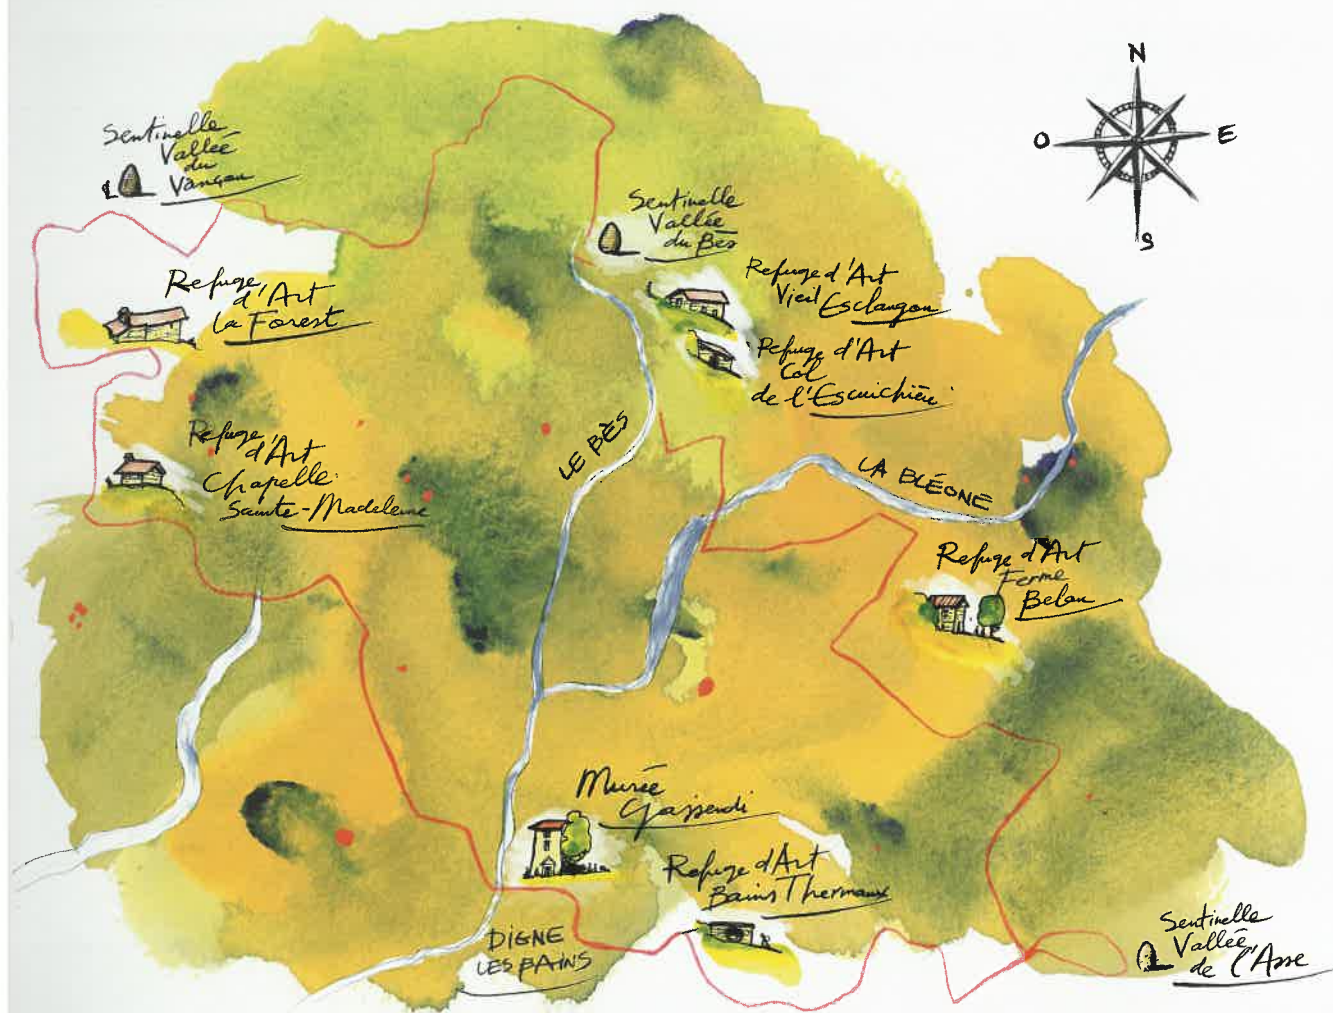 N
O
E
S
Sentinelle
Vallée
du
Vançon
Sentinelle
Vallée
du Bès
Refuge
d'Art
La Forest
Refuge d'Art
Vieil Esclangon
Refuge d'Art
Col
de l'Escuichière
Refuge
d'Art
Chapelle
Sainte-Madeleine
LE BÈS
LA BLÉONE
Refuge d'Art
Ferme
Belon
Musée
Gassendi
Refuge d'Art
Bains Thermaux
DIGNE
LES BAINS
Sentinelle
Vallée
de l'Asse